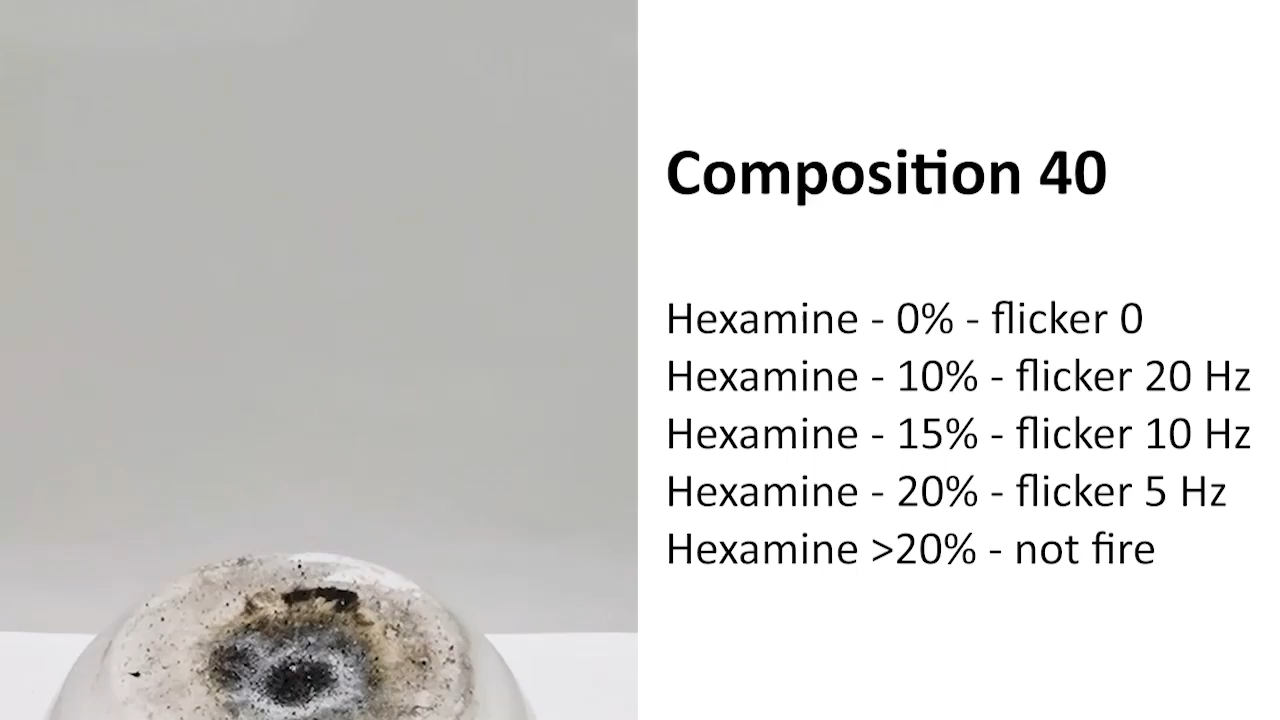 Composition 40
Hexamine - 0% - flicker 0
Hexamine - 10% - flicker 20 Hz
Hexamine - 15% - flicker 10 Hz
Hexamine - 20% - flicker 5 Hz
Hexamine >20% - not fire